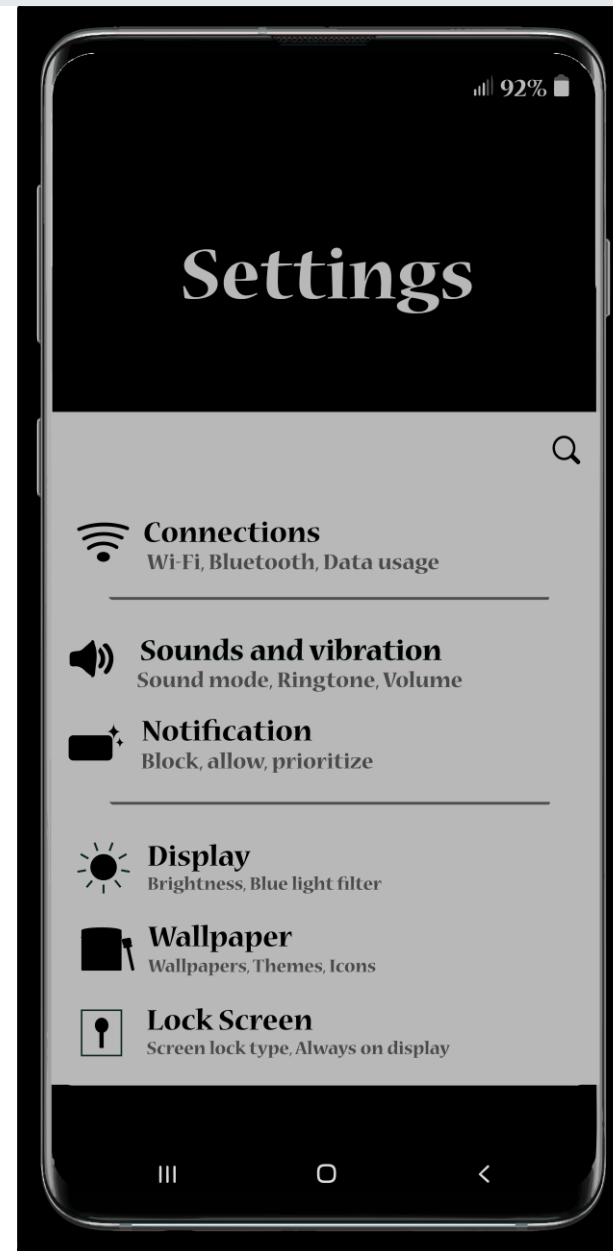 92%
Settings
Connections
Wi-Fi, Bluetooth, Data usage
Sounds and vibration
Sound mode, Ringtone, Volume
Notification
Block, allow, prioritize
Display
Brightness, Blue light filter
Wallpaper
Wallpapers, Themes, Icons
Lock Screen
Screen lock type, Always on display